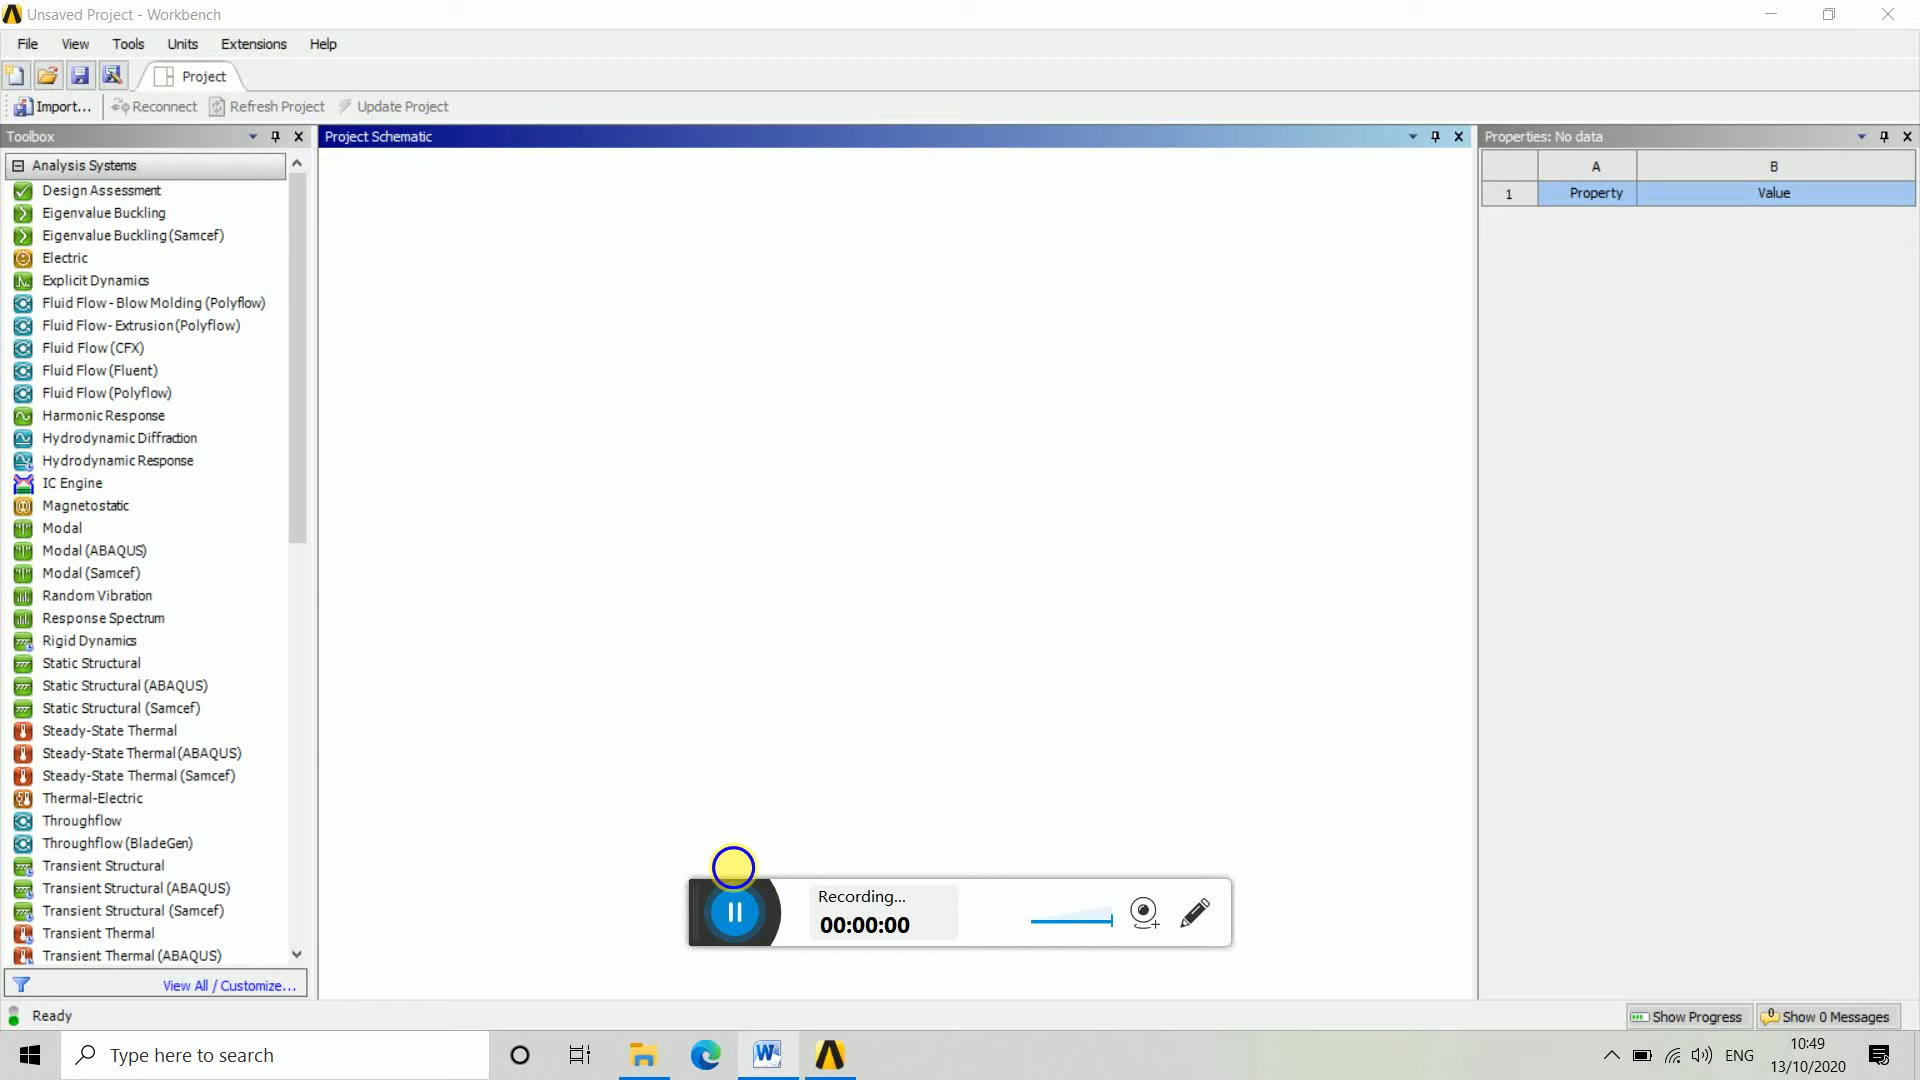 Unsaved Project - Workbench
File View Tools Units Extensions Help
Project
Import... Reconnect Refresh Project Update Project
Toolbox
Project Schematic
Properties: No data
Analysis Systems
Design Assessment
Eigenvalue Buckling
Eigenvalue Buckling (Samcef)
Electric
Explicit Dynamics
Fluid Flow - Blow Molding (Polyflow)
Fluid Flow - Extrusion (Polyflow)
Fluid Flow (CFX)
Fluid Flow (Fluent)
Fluid Flow (Polyflow)
Harmonic Response
Hydrodynamic Diffraction
Hydrodynamic Response
IC Engine
Magnetostatic
Modal
Modal (ABAQUS)
Modal (Samcef)
Random Vibration
Response Spectrum
Rigid Dynamics
Static Structural
Static Structural (ABAQUS)
Static Structural (Samcef)
Steady-State Thermal
Steady-State Thermal (ABAQUS)
Steady-State Thermal (Samcef)
Thermal-Electric
Throughflow
Throughflow (BladeGen)
Transient Structural
Transient Structural (ABAQUS)
Transient Structural (Samcef)
Transient Thermal
Transient Thermal (ABAQUS)
View All / Customize...
A B
1 Property Value
Recording...
00:00:00
Ready
Show Progress
0 Show 0 Messages
Type here to search
W
ENG
10:49
13/10/2020